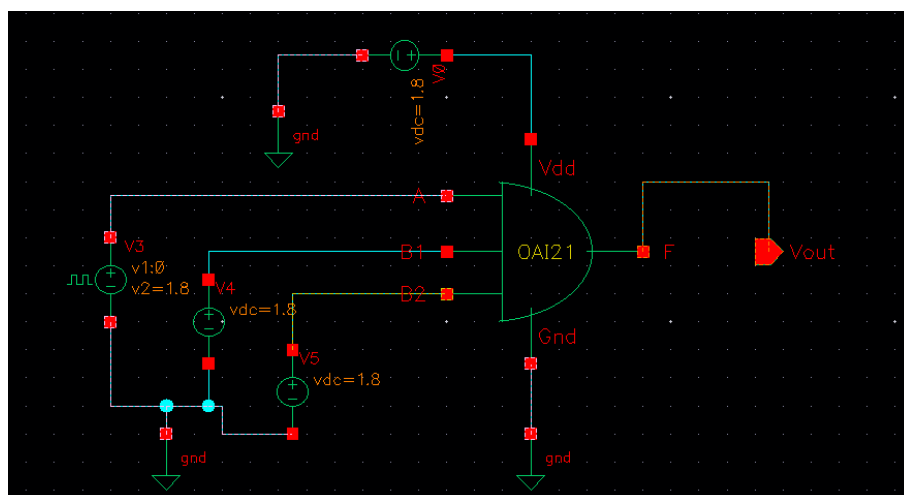 V0
vdc=1.8
gnd
Vdd
A
V3
v1:0
v2=1.8
B1
OAI21
F
Vout
V4
vdc=1.8
B2
V5
vdc=1.8
Gnd
gnd
gnd